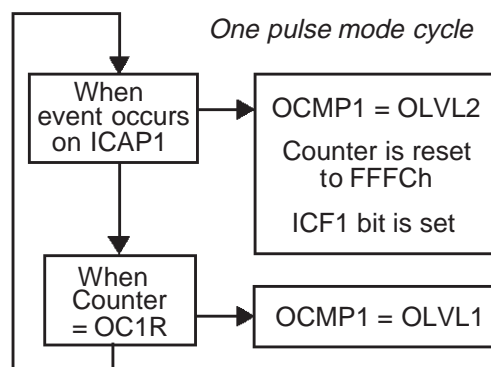 One pulse mode cycle
When
event occurs
on ICAP1
OCMP1 = OLVL2
Counter is reset
to FFFCh
ICF1 bit is set
When
Counter
= OC1R
OCMP1 = OLVL1